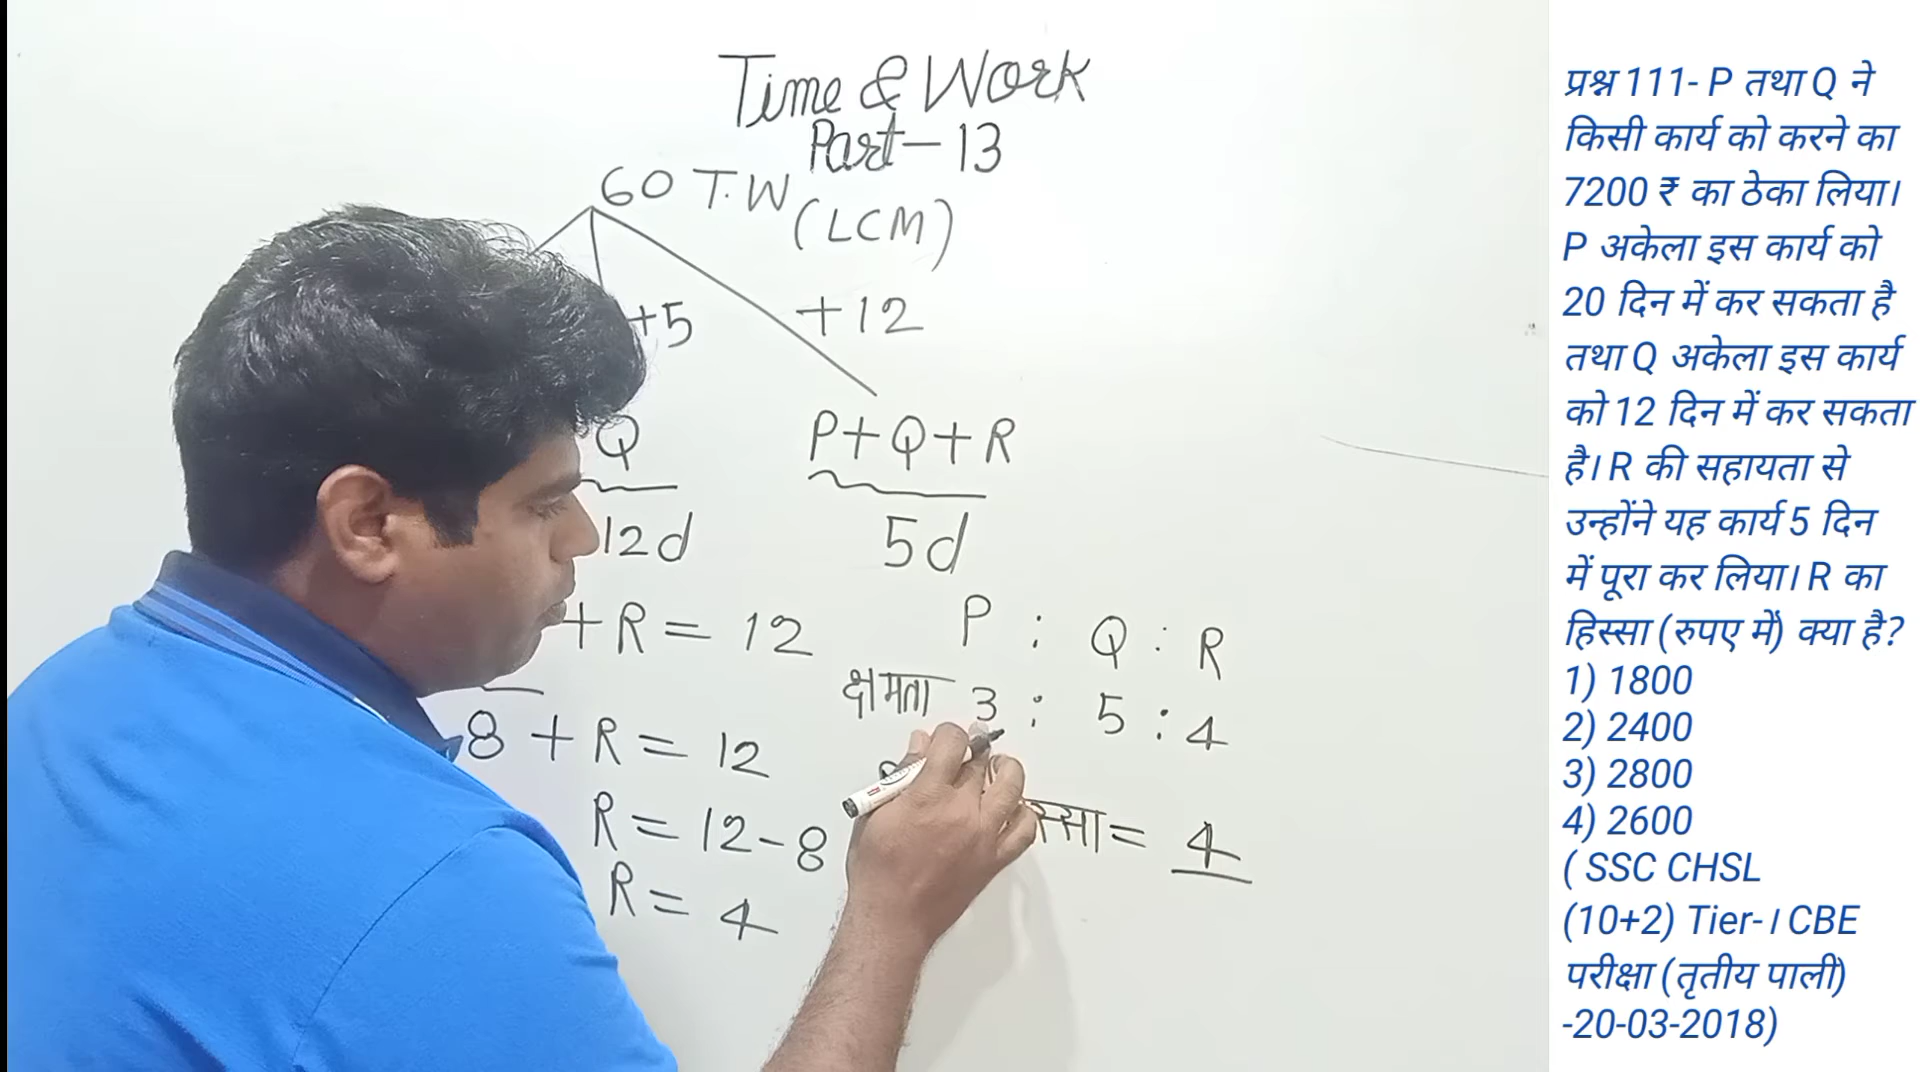 Time & Work
Part-13
60 T.W
(LCM)
+5
+12
Q
P+Q+R
12d
5d
+R= 12
8 +R= 12
R= 12-8
R= 4
P : Q : R
क्षमता 3 : 5 : 4
= 4
प्रश्न 111- P तथा Q ने
किसी कार्य को करने का
7200 ₹ का ठेका लिया।
P अकेला इस कार्य को
20 दिन में कर सकता है
तथा Q अकेला इस कार्य
को 12 दिन में कर सकता
है। R की सहायता से
उन्होंने यह कार्य 5 दिन
में पूरा कर लिया। R का
हिस्सा (रुपए में) क्या है?
1) 1800
2) 2400
3) 2800
4) 2600
( SSC CHSL
(10+2) Tier-I CBE
परीक्षा (तृतीय पाली)
-20-03-2018)